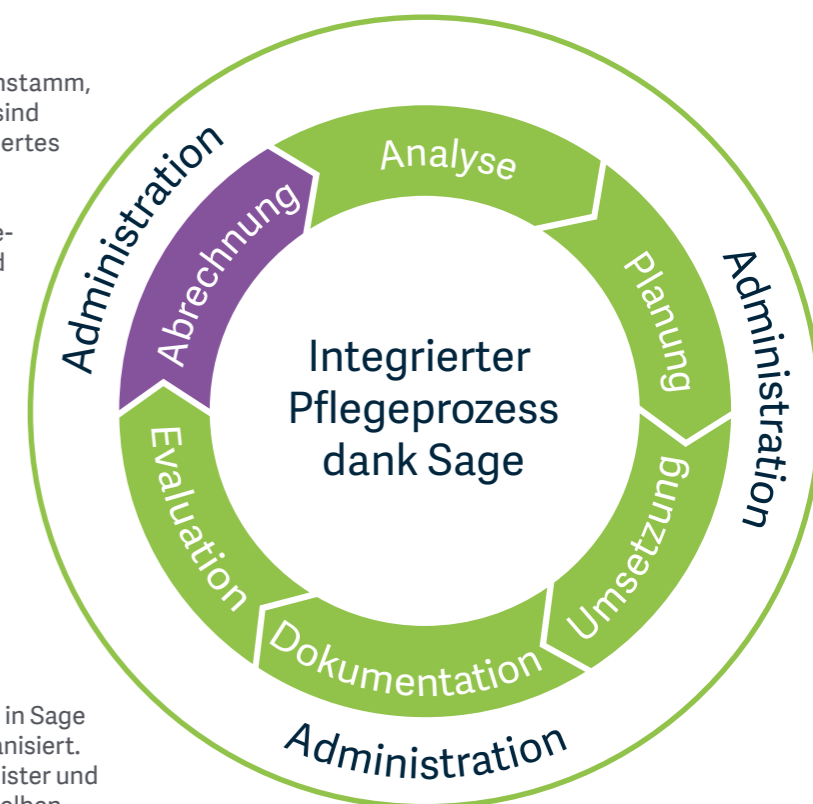 nstamm,
sind
ertes
e-
d
in Sage
anisiert.
ister und
Administration
Administration
Administration
Analyse
Planung
Umsetzung
Dokumentation
Evaluation
Abrechnung
Integrierter
Pflegeprozess
dank Sage